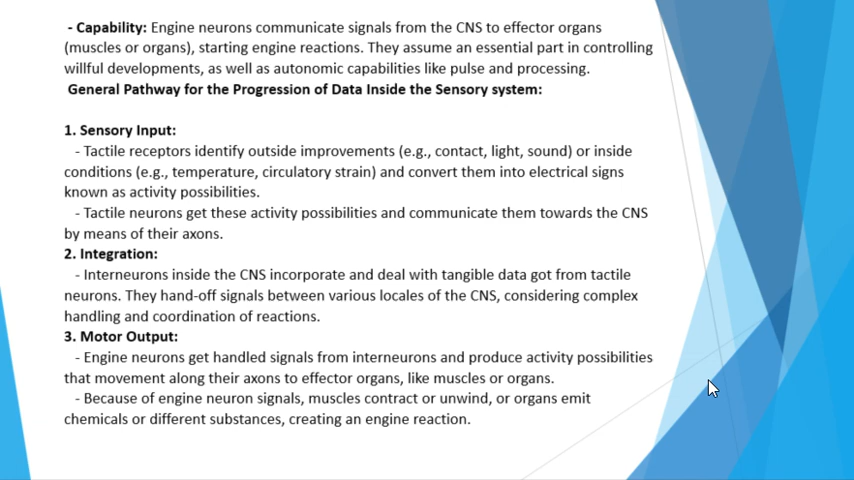 - Capability: Engine neurons communicate signals from the CNS to effector organs
(muscles or organs), starting engine reactions. They assume an essential part in controlling
willful developments, as well as autonomic capabilities like pulse and processing.
General Pathway for the Progression of Data Inside the Sensory system:
1. Sensory Input:
- Tactile receptors identify outside improvements (e.g., contact, light, sound) or inside
conditions (e.g., temperature, circulatory strain) and convert them into electrical signs
known as activity possibilities.
- Tactile neurons get these activity possibilities and communicate them towards the CNS
by means of their axons.
2. Integration:
- Interneurons inside the CNS incorporate and deal with tangible data got from tactile
neurons. They hand-off signals between various locales of the CNS, considering complex
handling and coordination of reactions.
3. Motor Output:
- Engine neurons get handled signals from interneurons and produce activity possibilities
that movement along their axons to effector organs, like muscles or organs.
- Because of engine neuron signals, muscles contract or unwind, or organs emit
chemicals or different substances, creating an engine reaction.